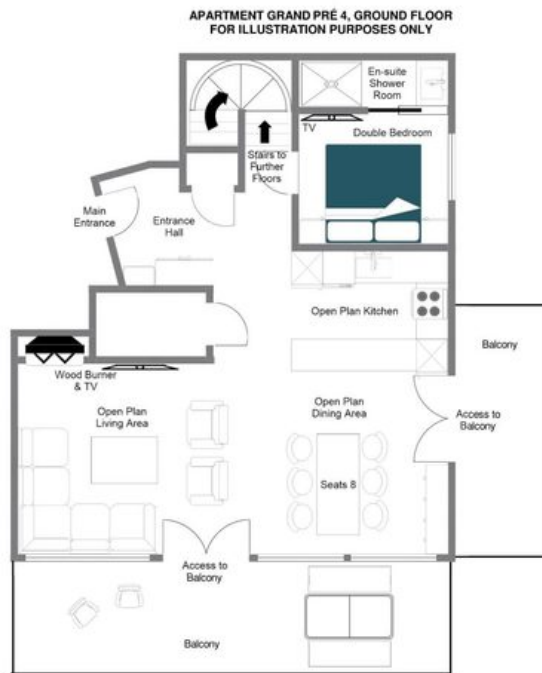 APARTMENT GRAND PRÉ 4, GROUND FLOOR
FOR ILLUSTRATION PURPOSES ONLY
En-suite
Shower
Room
TV
Double Bedroom
Stairs to
Further
Floors
Main
Entrance
Entrance
Hall
Open Plan Kitchen
Balcony
Wood Burner
& TV
Open Plan
Living Area
Open Plan
Dining Area
Access to
Balcony
Seats 8
Access to
Balcony
Balcony